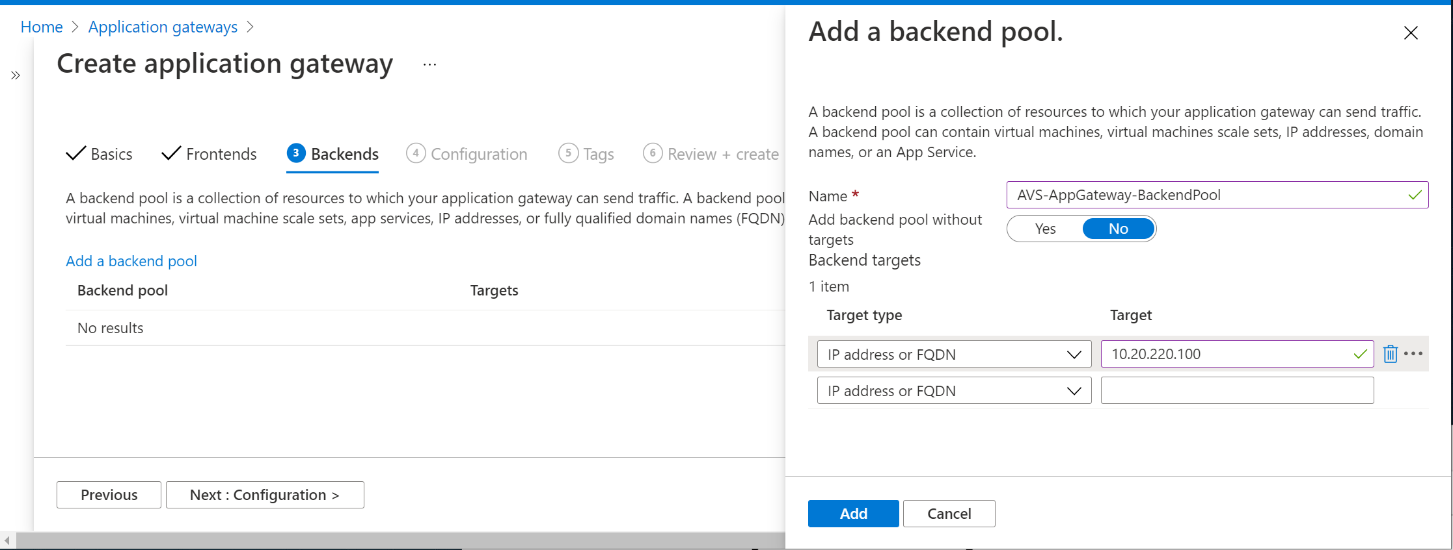 Home > Application gateways >
Create application gateway ...
Basics Frontends 3 Backends 4 Configuration 5 Tags 6 Review + create
A backend pool is a collection of resources to which your application gateway can send traffic. A backend pool
virtual machines, virtual machine scale sets, app services, IP addresses, or fully qualified domain names (FQDN)
Add a backend pool
Backend pool Targets
No results
Previous Next : Configuration >
Add a backend pool.
A backend pool is a collection of resources to which your application gateway can send traffic.
A backend pool can contain virtual machines, virtual machines scale sets, IP addresses, domain
names, or an App Service.
Name * AVS-AppGateway-BackendPool
Add backend pool without
targets
Yes No
Backend targets
1 item
Target type Target
IP address or FQDN 10.20.220.100
IP address or FQDN
Add Cancel